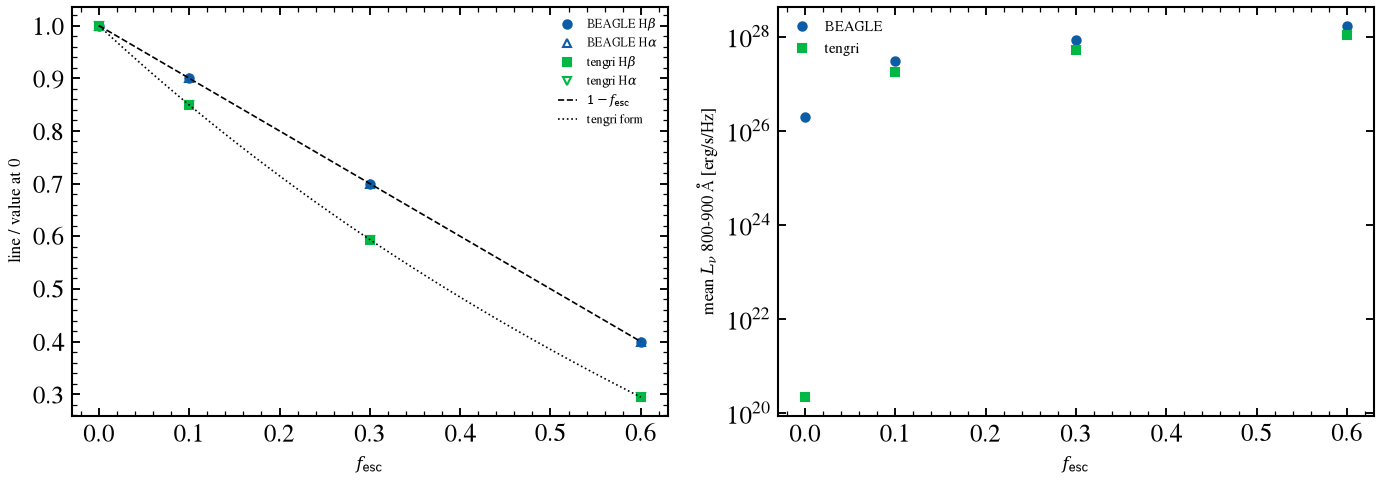 line / value at 0
1.0
0.9
0.8
0.7
0.6
0.5
0.4
0.3
0.0 0.1 0.2 0.3 0.4 0.5 0.6
f_esc
BEAGLE Hβ
BEAGLE Hα
tengri Hβ
tengri Hα
1 − f_esc
tengri form
mean L_ν 800-900 Å [erg/s/Hz]
10^28
10^26
10^24
10^22
10^20
0.0 0.1 0.2 0.3 0.4 0.5 0.6
f_esc
BEAGLE
tengri